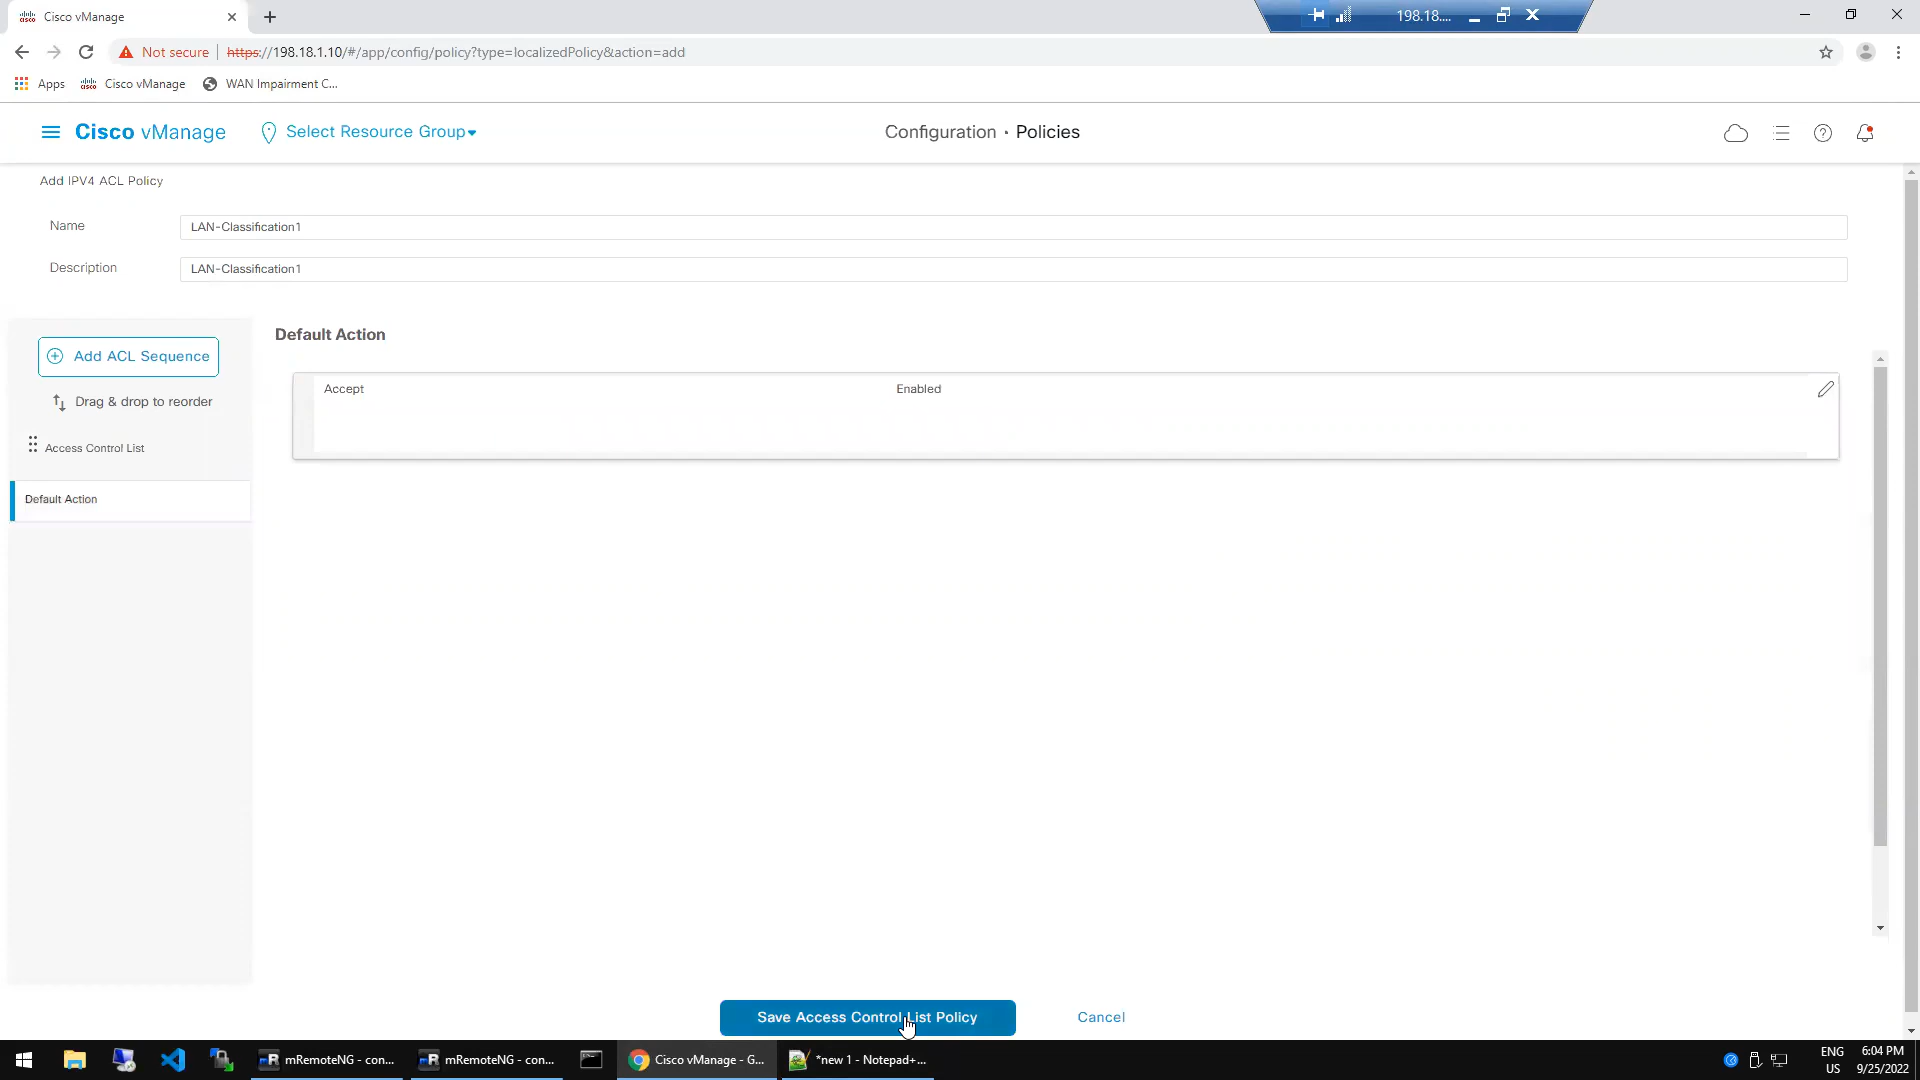 Cisco vManage
198.18....
Not secure | https://198.18.1.10/#/app/config/policy?type=localizedPolicy&action=add
Apps Cisco vManage WAN Impairment C...
Cisco vManage Select Resource Group Configuration · Policies
Add IPV4 ACL Policy
Name LAN-Classification1
Description LAN-Classification1
Add ACL Sequence
Drag & drop to reorder
Access Control List
Default Action
Default Action
Accept Enabled
Save Access Control List Policy Cancel
mRemoteNG - con... mRemoteNG - con... Cisco vManage - G... *new 1 - Notepad+...
ENG 6:04 PM
US 9/25/2022